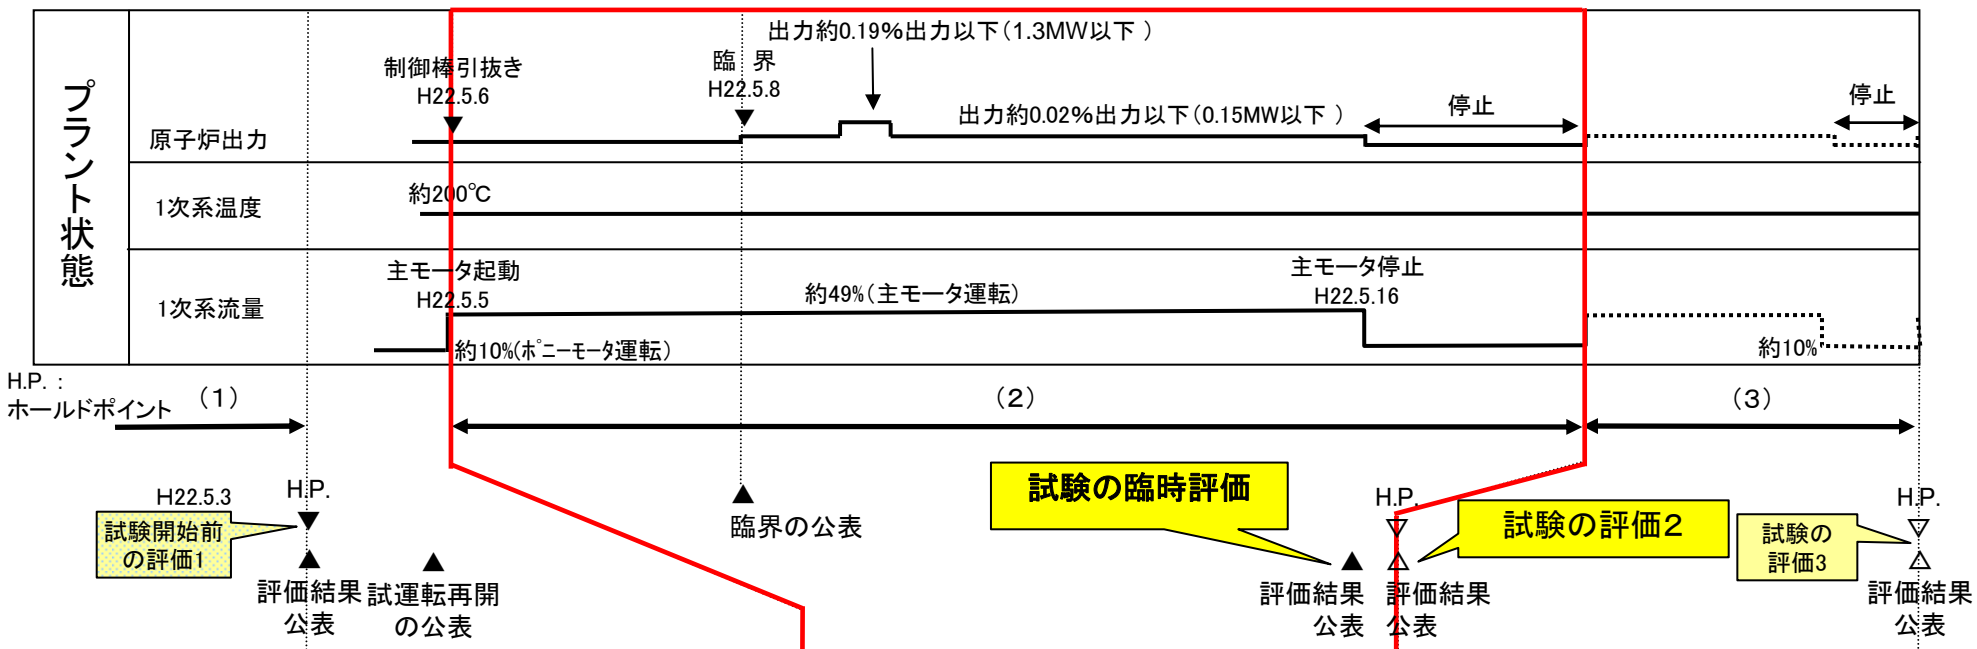 プラント状態
原子炉出力
制御棒引抜き
H22.5.6
臨 界
H22.5.8
出力約0.19%出力以下(1.3MW以下 )
出力約0.02%出力以下(0.15MW以下 )
停止
停止
1次系温度
約200℃
1次系流量
主モータ起動
H22.5.5
約10%(ポニーモータ運転)
約49%(主モータ運転)
主モータ停止
H22.5.16
約10%
H.P. :
ホールドポイント
(1)
(2)
(3)
H22.5.3
H.P.
試験開始前
の評価1
評価結果
公表
試運転再開
の公表
臨界の公表
試験の臨時評価
評価結果
公表
H.P.
試験の評価2
評価結果
公表
試験の
評価3
H.P.
評価結果
公表